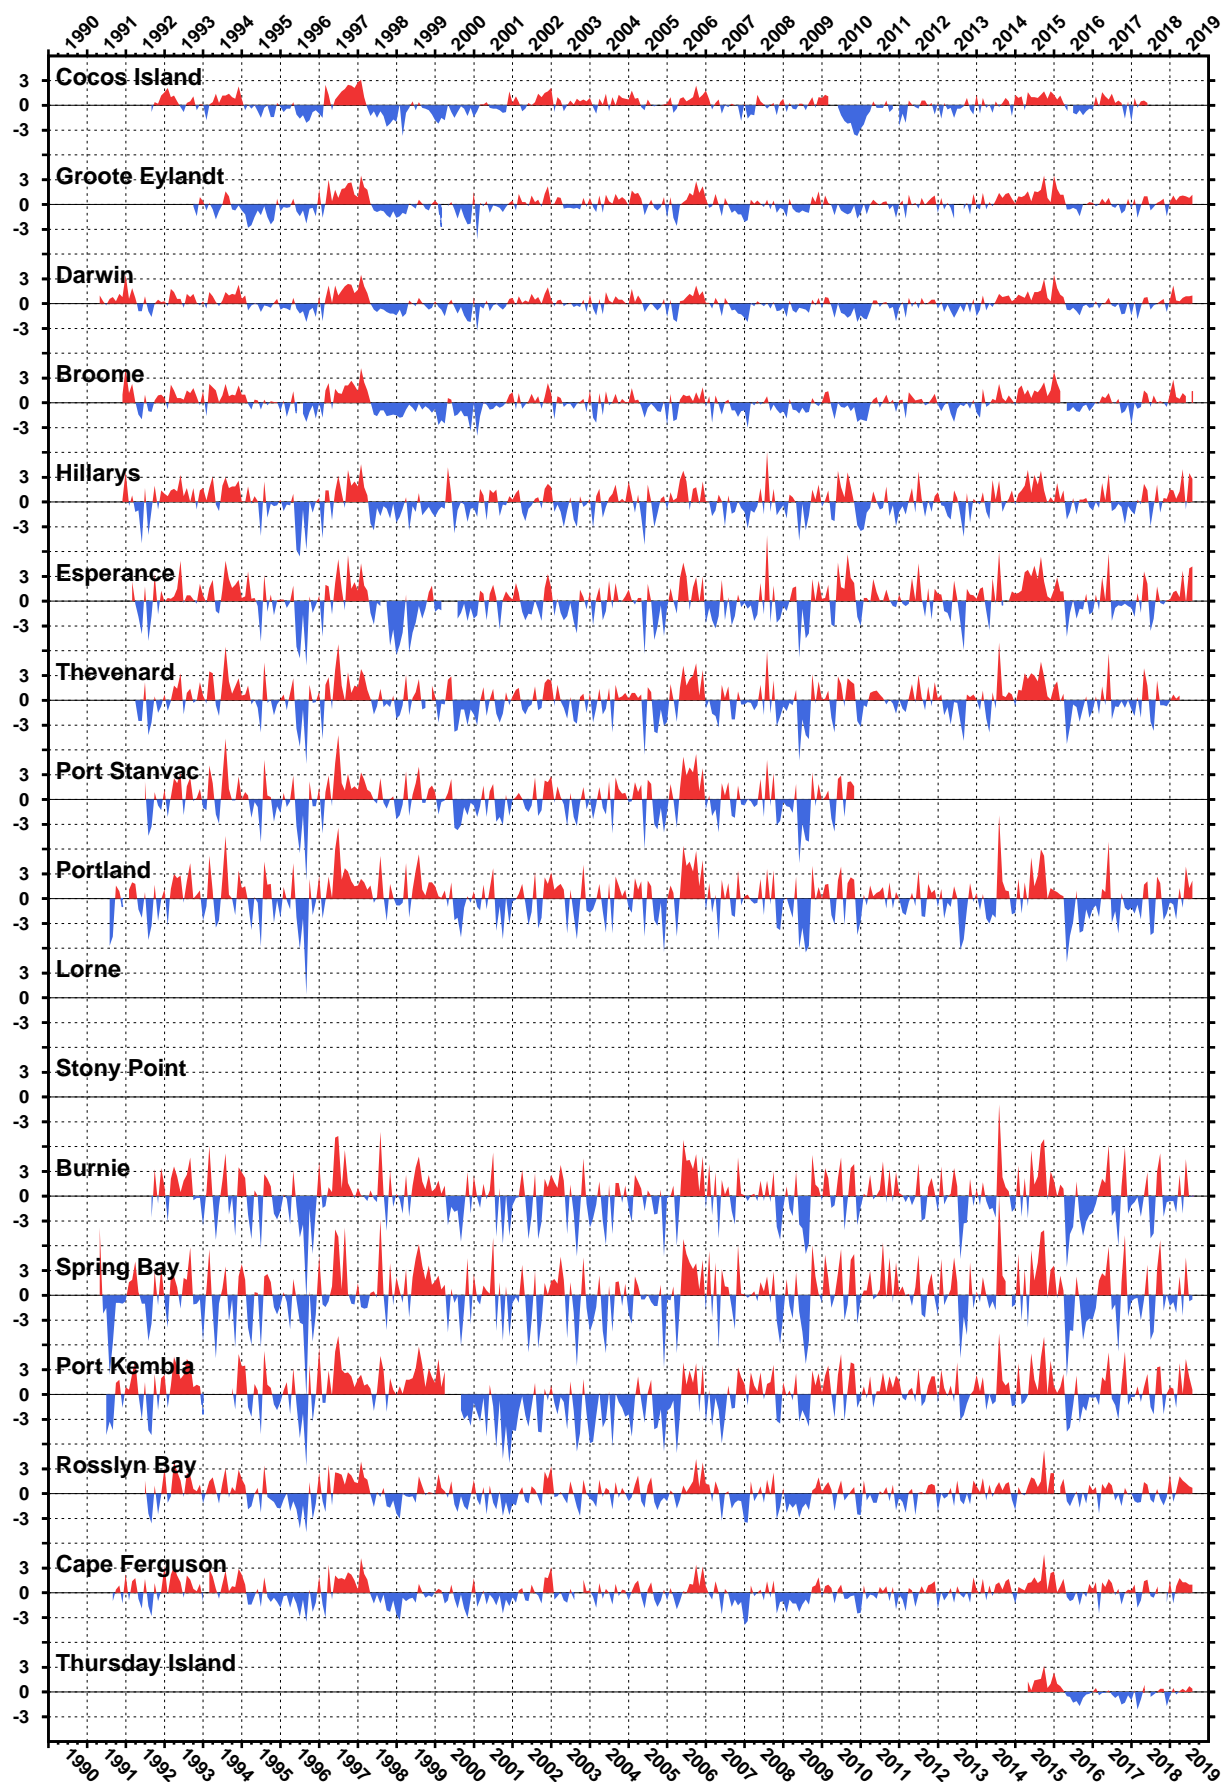 1990 1991 1992 1993 1994 1995 1996 1997 1998 1999 2000 2001 2002 2003 2004 2005 2006 2007 2008 2009 2010 2011 2012 2013 2014 2015 2016 2017 2018 2019
Cocos Island
3
0
-3
Groote Eylandt
3
0
-3
Darwin
3
0
-3
Broome
3
0
-3
Hillarys
3
0
-3
Esperance
3
0
-3
Thevenard
3
0
-3
Port Stanvac
3
0
-3
Portland
3
0
-3
Lorne
3
0
-3
Stony Point
3
0
-3
Burnie
3
0
-3
Spring Bay
3
0
-3
Port Kembla
3
0
-3
Rosslyn Bay
3
0
-3
Cape Ferguson
3
0
-3
Thursday Island
3
0
-3
1990 1991 1992 1993 1994 1995 1996 1997 1998 1999 2000 2001 2002 2003 2004 2005 2006 2007 2008 2009 2010 2011 2012 2013 2014 2015 2016 2017 2018 2019